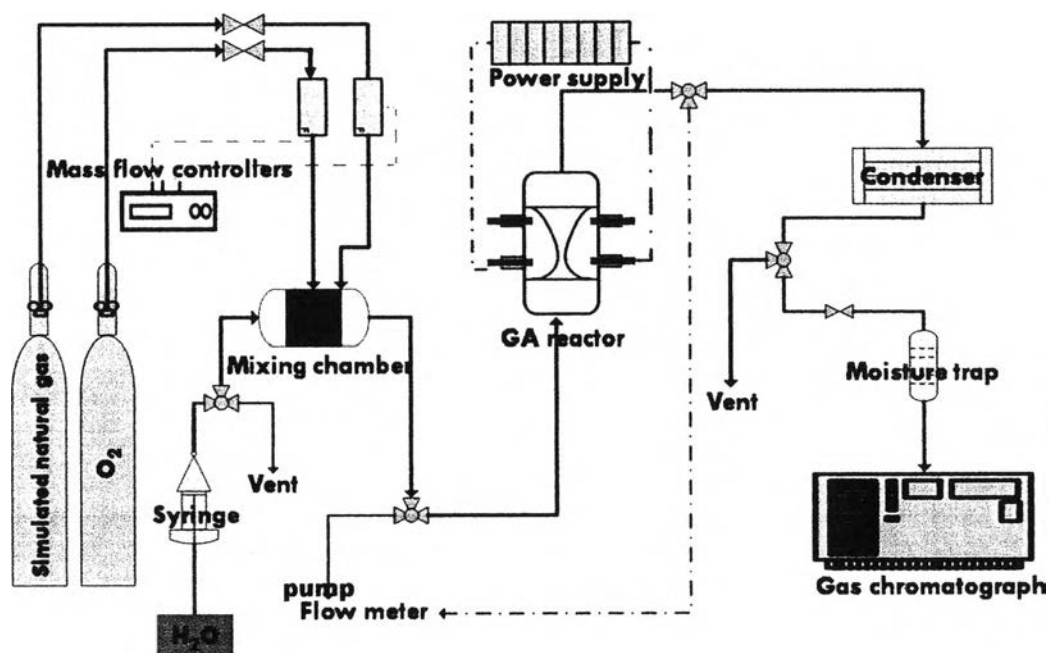 Power supply
Mass flow controllers
Condenser
Simulated natural gas
O₂
Mixing chamber
GA reactor
Moisture trap
Vent
Vent
Syringe
pump
Flow meter
Gas chromatograph
H₂O